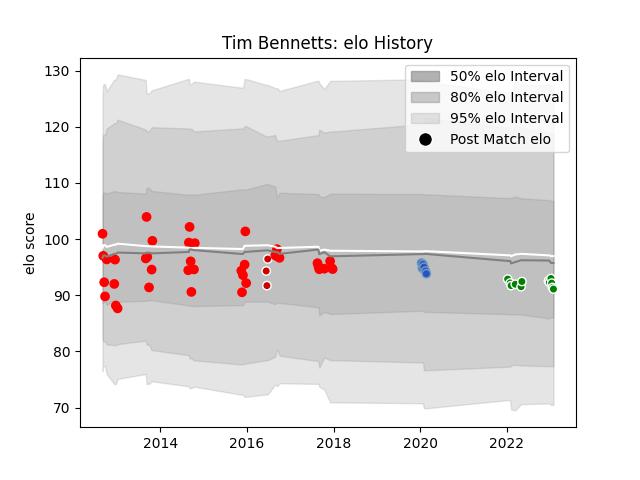 Tim Bennetts: elo History
50% elo Interval
80% elo Interval
95% elo Interval
Post Match elo
elo score
130
120
110
100
90
80
70
2014
2016
2018
2020
2022